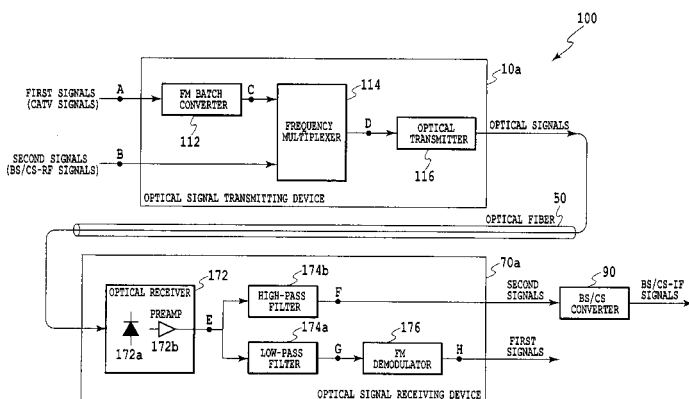 100
10a
FIRST SIGNALS
(CATV SIGNALS)
A
FM BATCH
CONVERTER
112
C
114
FREQUENCY
MULTIPLEXER
D
OPTICAL
TRANSMITTER
116
OPTICAL SIGNALS
SECOND SIGNALS
(BS/CS-RF SIGNALS)
B
OPTICAL SIGNAL TRANSMITTING DEVICE
50
OPTICAL FIBER
70a
OPTICAL RECEIVER
172
PREAMP
172a
172b
E
174b
HIGH-PASS
FILTER
F
SECOND
SIGNALS
90
BS/CS
CONVERTER
BS/CS-IF
SIGNALS
174a
LOW-PASS
FILTER
G
176
FM
DEMODULATOR
H
FIRST
SIGNALS
OPTICAL SIGNAL RECEIVING DEVICE